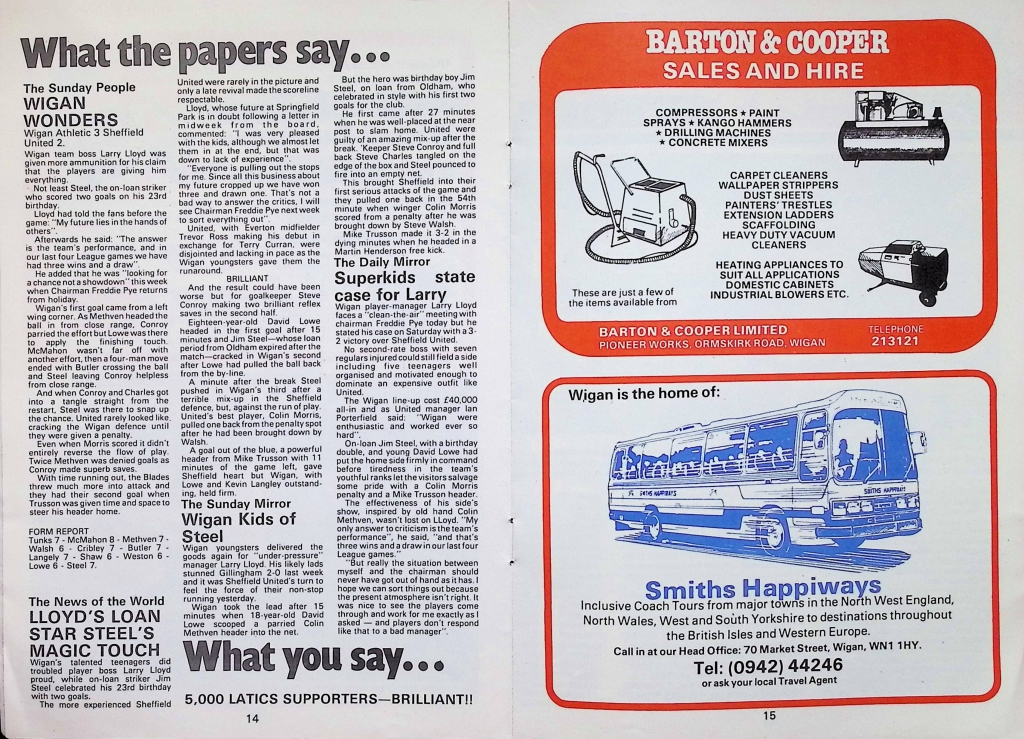 What the papers say...
The Sunday People
WIGAN
WONDERS
Wigan Athletic 3 Sheffield
United 2.
Wigan team boss Larry Lloyd was
given more ammunition for his claim
that the players are giving him
everything.
Not least Steel, the on-loan striker
who scored two goals on his 23rd
birthday.
Lloyd had told the fans before the
game: "My future lies in the hands of
others".
Afterwards he said: "The answer
is the team's performance, and in
our last four League games we have
had three wins and a draw".
He added that he was "looking for
a chance not a showdown" this week
when Chairman Freddie Pye returns
from holiday.
Wigan's first goal came from a left
wing corner. As Methven headed the
ball in from close range, Conroy
parried the effort but Lowe was there
to apply the finishing touch.
McMahon wasn't far off with
another effort, then a four-man move
ended with Butler crossing the ball
and Steel leaving Conroy helpless
from close range.
And when Conroy and Charles got
into a tangle straight from the
restart, Steel was there to snap up
the chance. United rarely looked like,
cracking the Wigan defence until
they were given a penalty.
Even when Morris scored it didn't
entirely reverse the flow of play.
Twice Methven was denied goals as
Conroy made superb saves.
With time running out, the Blades
threw much more into attack and
they had their second goal when
Trusson was given time and space to
steer his header home.
FORM REPORT
Tunks 7 - McMahon 8 - Methven 7 -
Walsh 6 - Cribley 7 - Butler 7 -
Langely 7 - Shaw 6 - Weston 6 -
Lowe 6 - Steel 7.
The News of the World
LLOYD'S LOAN
STAR STEEL'S
MAGIC TOUCH
Wigan's talented teenagers did
troubled player boss Larry Lloyd
proud, while on-loan striker Jim
Steel celebrated his 23rd birthday
with two goals.
The more experienced Sheffield
United were rarely in the picture and
only a late revival made the scoreline
respectable.
Lloyd, whose future at Springfield
Park is in doubt following a letter in
midweek from the board,
commented: "I was very pleased
with the kids, although we almost let
them in at the end, but that was
down to lack of experience".
"Everyone is pulling out the stops
for me. Since all this business about
my future cropped up we have won
three and drawn one. That's not a
bad way to answer the critics, I will
see Chairman Freddie Pye next week
to sort everything out".
United, with Everton midfielder
Trevor Ross making his debut in
exchange for Terry Curran, were
disjointed and lacking in pace as the
Wigan youngsters gave them the
runaround.
BRILLIANT
And the result could have been
worse but for goalkeeper Steve
Conroy making two brilliant reflex
saves in the second half.
Eighteen-year-old David Lowe
headed in the first goal after 15
minutes and Jim Steel—whose loan
period from Oldham expired after the
match—cracked in Wigan's second
after Lowe had pulled the ball back
from the by-line.
A minute after the break Steel
pushed in Wigan's third after a
terrible mix-up in the Sheffield
defence, but, against the run of play.
United's best player, Colin Morris,
pulled one back from the penalty spot
after he had been brought down by
Walsh.
A goal out of the blue, a powerful
header from Mike Trusson with 11
minutes of the game left, gave
Sheffield heart but Wigan, with
Lowe and Kevin Langley outstand-
ing, held firm.
The Sunday Mirror
Wigan Kids of
Steel
Wigan youngsters delivered the
goods again for "under-pressure"
manager Larry Lloyd. His likely lads
stunned Gillingham 2-0 last week
and it was Sheffield United's turn to
feel the force of their non-stop
running yesterday.
Wigan took the lead after 15
minutes when 18-year-old David
Lowe scooped a parried Colin
Methven header into the net.
But the hero was birthday boy Jim
Steel, on loan from Oldham, who
celebrated in style with his first two
goals for the club.
He first came after 27 minutes
when he was well-placed at the near
post to slam home. United were
guilty of an amazing mix-up after the
break. 'Keeper Steve Conroy and full
back Steve Charles tangled on the
edge of the box and Steel pounced to
fire into an empty net.
This brought Sheffield into their
first serious attacks of the game and
they pulled one back in the 54th
minute when winger Colin Morris
scored from a penalty after he was
brought down by Steve Walsh.
Mike Trusson made it 3-2 in the
dying minutes when he headed in a
Martin Henderson free kick.
The Daily Mirror
Superkids state
case for Larry
Wigan player-manager Larry Lloyd
faces a "clean-the-air" meeting with
chairman Freddie Pye today but he
stated his case on Saturday with a 3-
2 victory over Sheffield United.
No second-rate boss with seven
regulars injured could still field a side
including five teenagers well
organised and motivated enough to
dominate an expensive outfit like
United.
The Wigan line-up cost £40,000
all-in and as United manager Ian
Porterfield said: "Wigan were
enthusiastic and worked ever so
hard".
On-loan Jim Steel, with a birthday
double, and young David Lowe had
put the home side firmly in command
before tiredness in the team's
youthful ranks let the visitors salvage
some pride with a Colin Morris
penalty and a Mike Trusson header.
The effectiveness of his side's
show, inspired by old hand Colin
Methven, wasn't lost on LLoyd. "My
only answer to criticism is the team's
performance", he said, "and that's
three wins and a draw in our last four
League games."
"But really the situation between
myself and the chairman should
never have got out of hand as it has. I
hope we can sort things out because
the present atmosphere isn't right. It
was nice to see the players come
through and work for me exactly as I
asked — and players don't respond
like that to a bad manager".
What you say...
5,000 LATICS SUPPORTERS—BRILLIANT!!
14
BARTON & COOPER
SALES AND HIRE
COMPRESSORS ★ PAINT
SPRAYS ★ KANGO HAMMERS
★ DRILLING MACHINES
★ CONCRETE MIXERS
CARPET CLEANERS
WALLPAPER STRIPPERS
DUST SHEETS
PAINTERS' TRESTLES
EXTENSION LADDERS
SCAFFOLDING
HEAVY DUTY VACUUM
CLEANERS
HEATING APPLIANCES TO
SUIT ALL APPLICATIONS
DOMESTIC CABINETS
INDUSTRIAL BLOWERS ETC.
These are just a few of
the items available from
BARTON & COOPER LIMITED
PIONEER WORKS, ORMSKIRK ROAD, WIGAN
TELEPHONE
213121
Wigan is the home of:
SMITHS HAPPIWAYS
SMITHS HAPPIWAYS
Smiths Happiways
Inclusive Coach Tours from major towns in the North West England,
North Wales, West and South Yorkshire to destinations throughout
the British Isles and Western Europe.
Call in at our Head Office: 70 Market Street, Wigan, WN1 1HY.
Tel: (0942) 44246
or ask your local Travel Agent
15